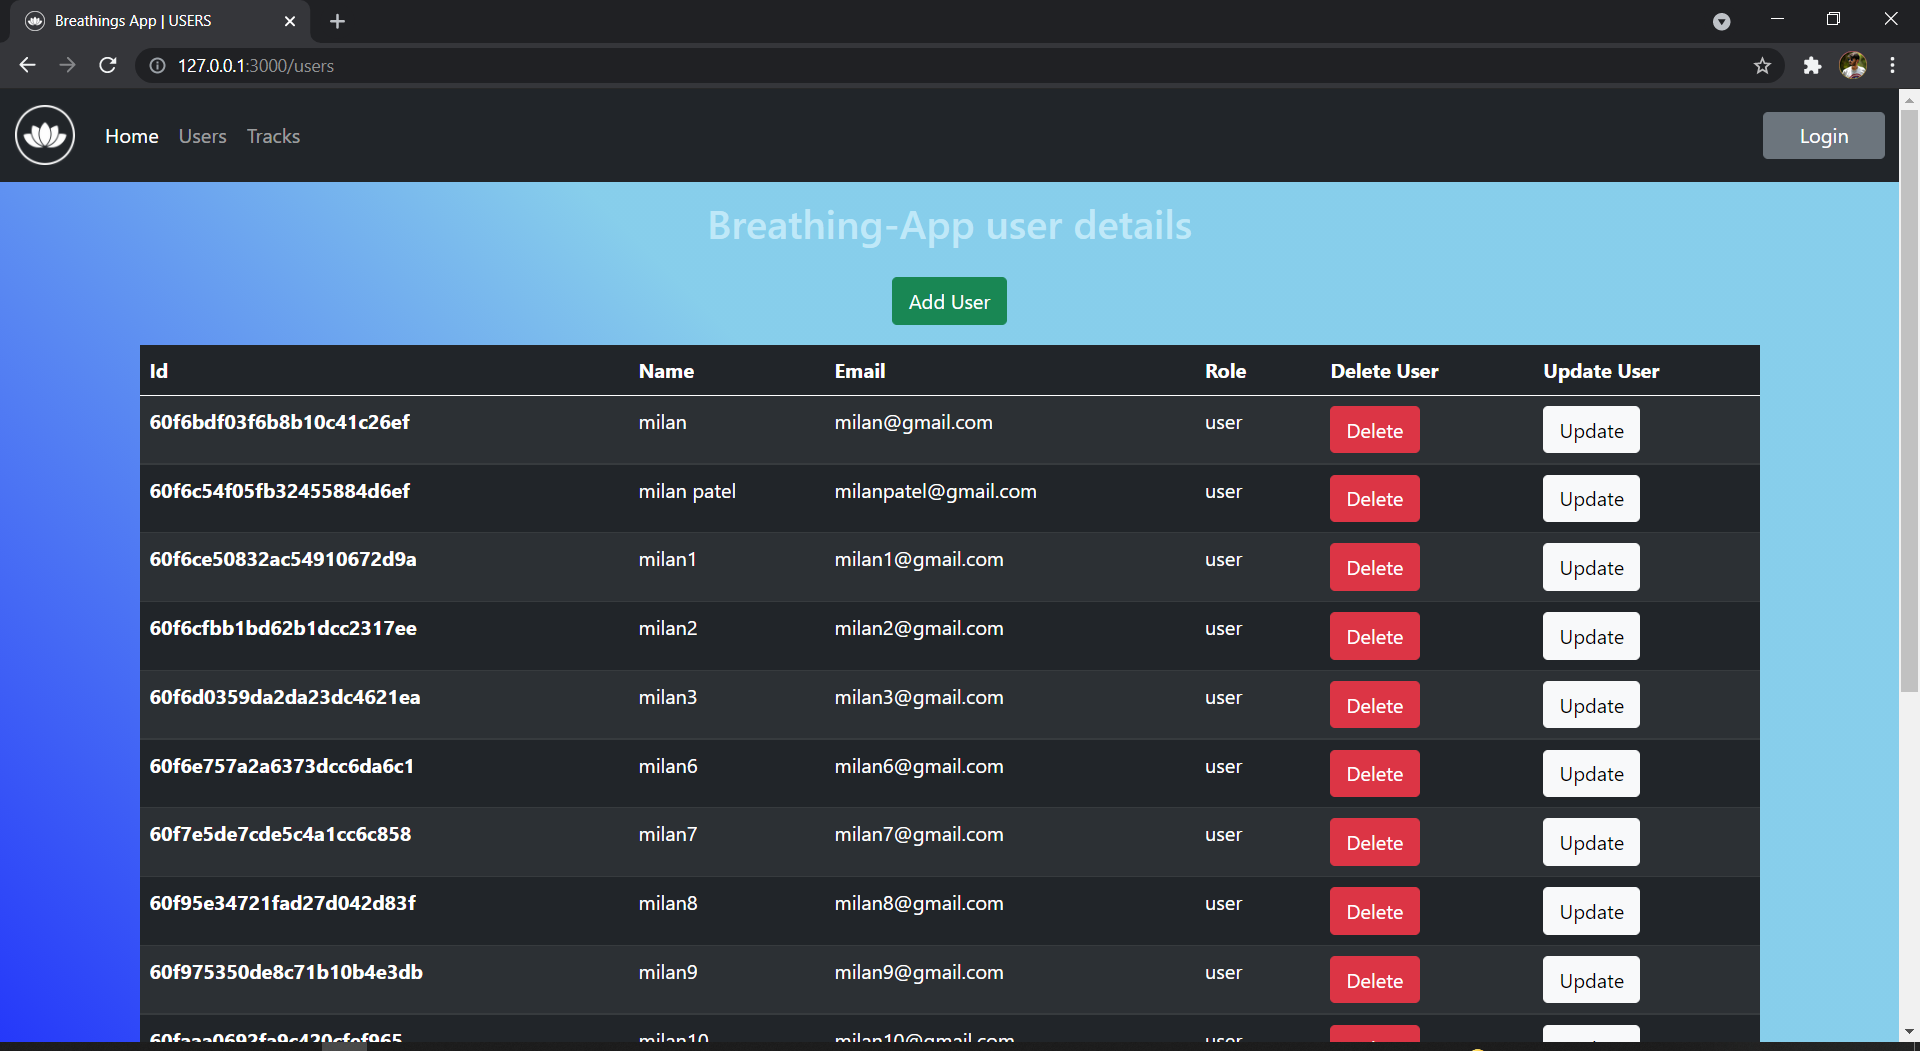 Breathings App | USERS
127.0.0.1:3000/users
Home Users Tracks Login
Breathing-App user details
Add User
Id Name Email Role Delete User Update User
60f6bdf03f6b8b10c41c26ef milan milan@gmail.com user Delete Update
60f6c54f05fb32455884d6ef milan patel milanpatel@gmail.com user Delete Update
60f6ce50832ac54910672d9a milan1 milan1@gmail.com user Delete Update
60f6cfbb1bd62b1dcc2317ee milan2 milan2@gmail.com user Delete Update
60f6d0359da2da23dc4621ea milan3 milan3@gmail.com user Delete Update
60f6e757a2a6373dcc6da6c1 milan6 milan6@gmail.com user Delete Update
60f7e5de7cde5c4a1cc6c858 milan7 milan7@gmail.com user Delete Update
60f95e34721fad27d042d83f milan8 milan8@gmail.com user Delete Update
60f975350de8c71b10b4e3db milan9 milan9@gmail.com user Delete Update
milan10 milan10@gmail.com user